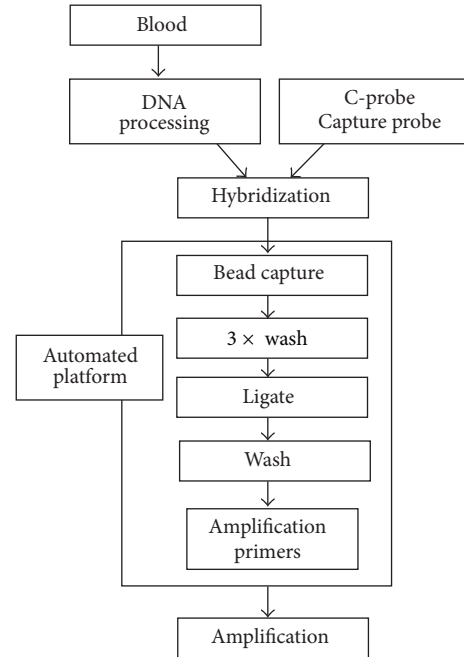 Blood
DNA
processing
C-probe
Capture probe
Hybridization
Bead capture
3 × wash
Automated
platform
Ligate
Wash
Amplification
primers
Amplification